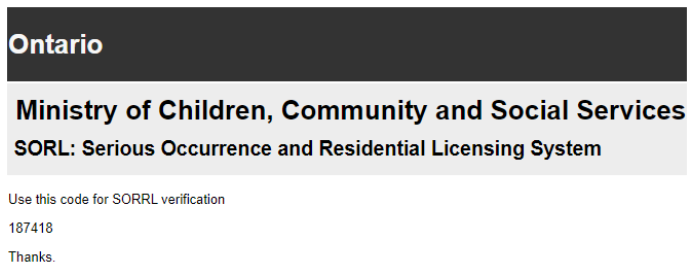 Ontario
Ministry of Children, Community and Social Services
SORL: Serious Occurrence and Residential Licensing System
Use this code for SORRL verification
187418
Thanks.